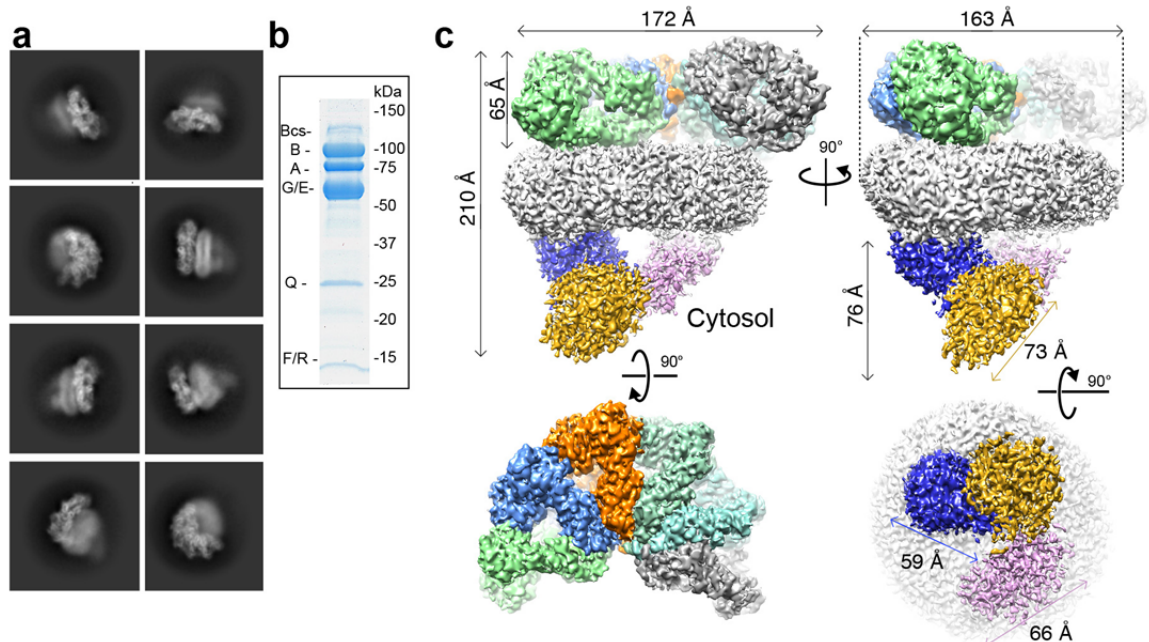 a
b
c
kDa
-150
Bcs-
B -
-100
A -
-75
G/E-
-50
-37
Q -
-25
-20
F/R -
-15
172 Å
163 Å
65 Å
210 Å
90°
76 Å
Cytosol
73 Å
90°
90°
59 Å
66 Å